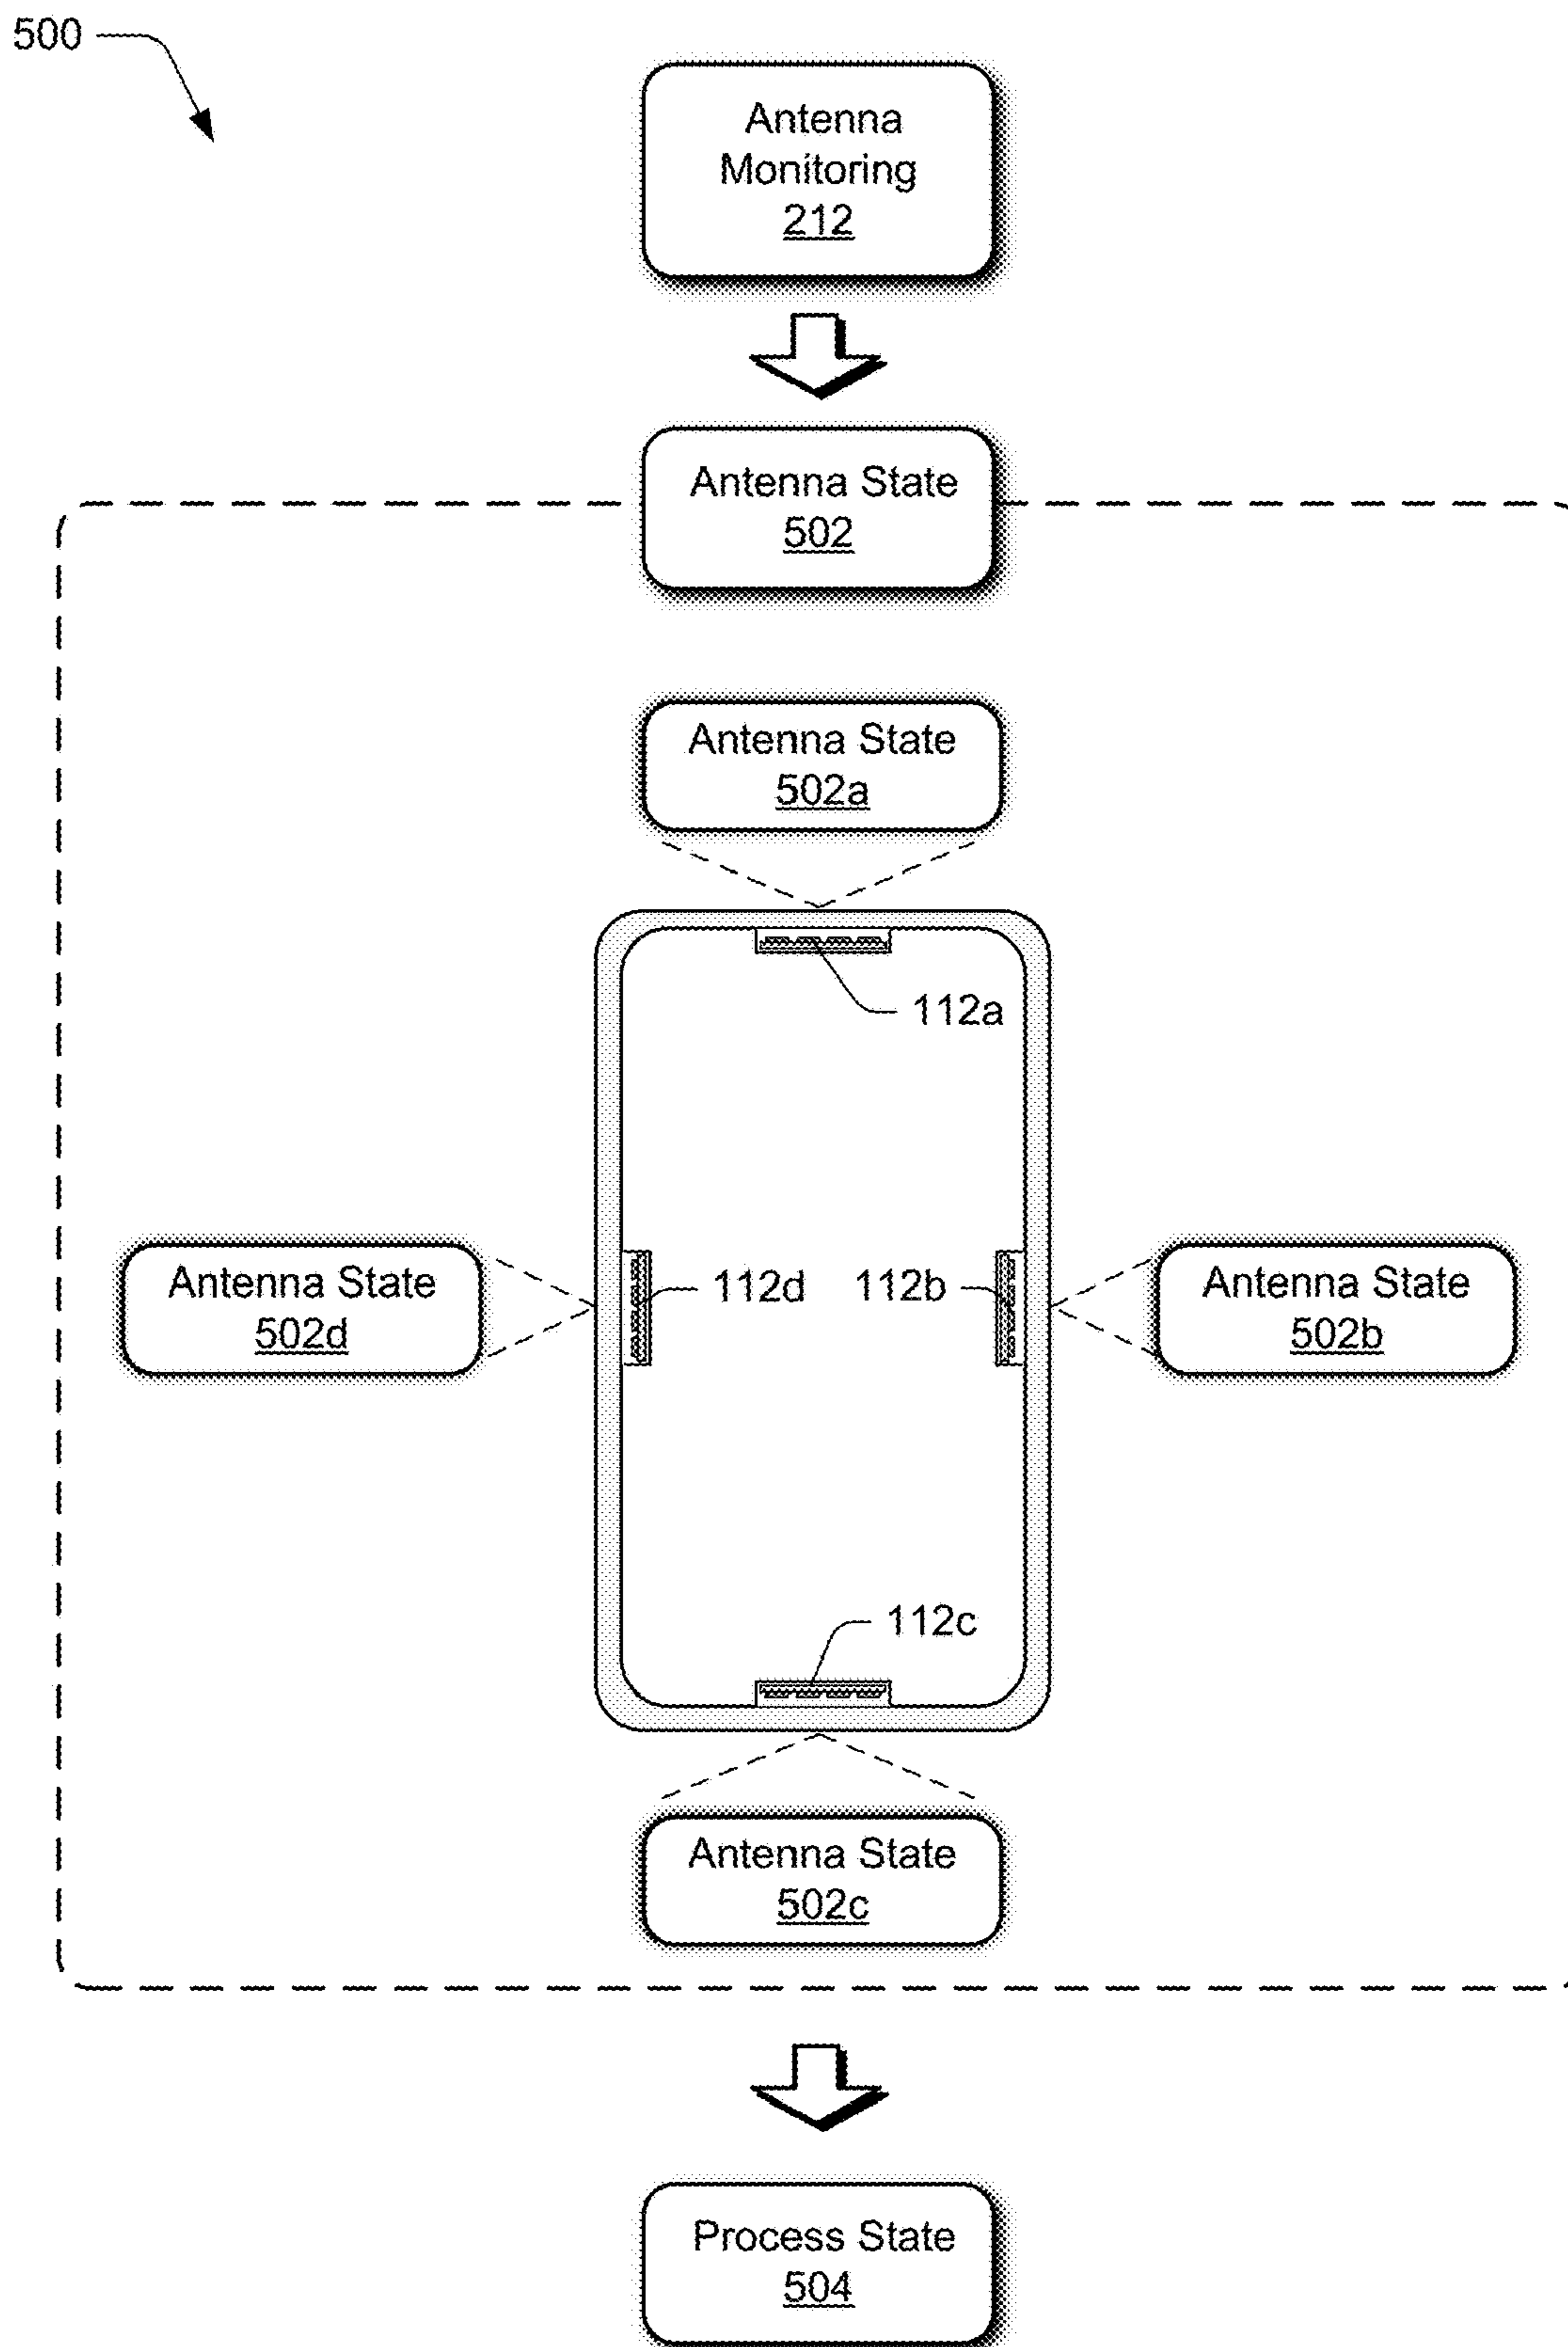 500
Antenna
Monitoring
212
Antenna State
502
Antenna State
502a
112a
Antenna State
502d
112d
112b
Antenna State
502b
112c
Antenna State
502c
Process State
504